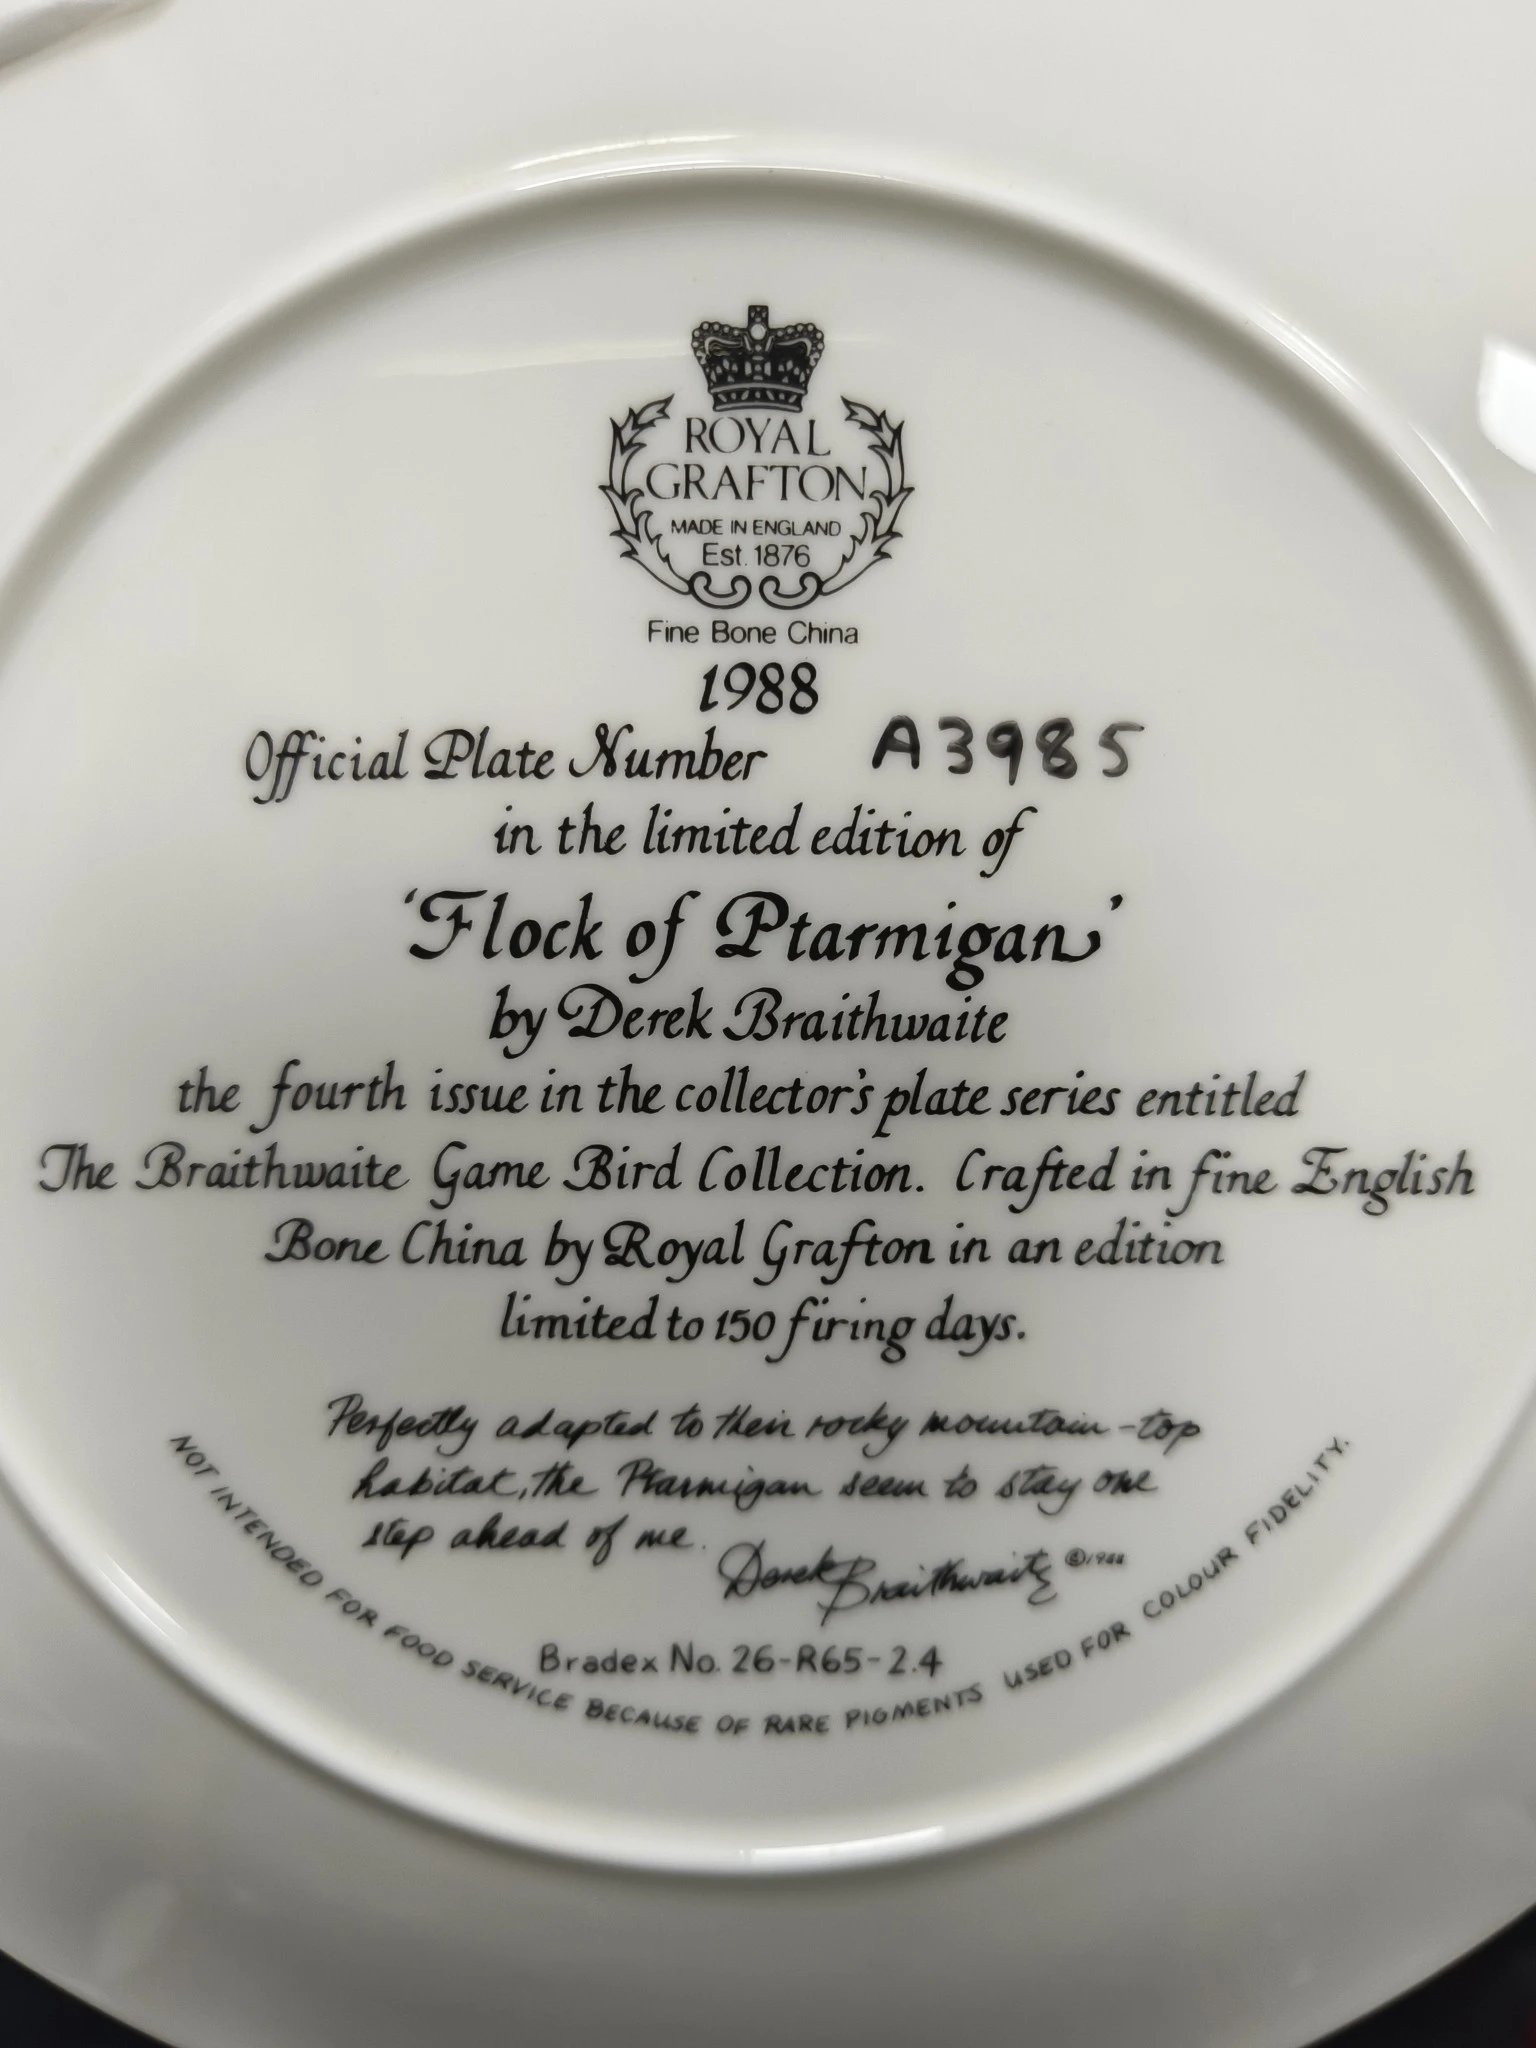 ROYAL
GRAFTON
MADE IN ENGLAND
Est. 1876
Fine Bone China
1988
Official Plate Number A3985
in the limited edition of
'Flock of Ptarmigan'
by Derek Braithwaite
the fourth issue in the collector's plate series entitled
The Braithwaite Game Bird Collection. Crafted in fine English
Bone China by Royal Grafton in an edition
limited to 150 firing days.
Perfectly adapted to their rocky mountain-top
habitat, the Ptarmigan seem to stay one
step ahead of me.
Derek Braithwaite ©1988
Bradex No. 26-R65-2.4
NOT INTENDED FOR FOOD SERVICE BECAUSE OF RARE PIGMENTS USED FOR COLOUR FIDELITY.